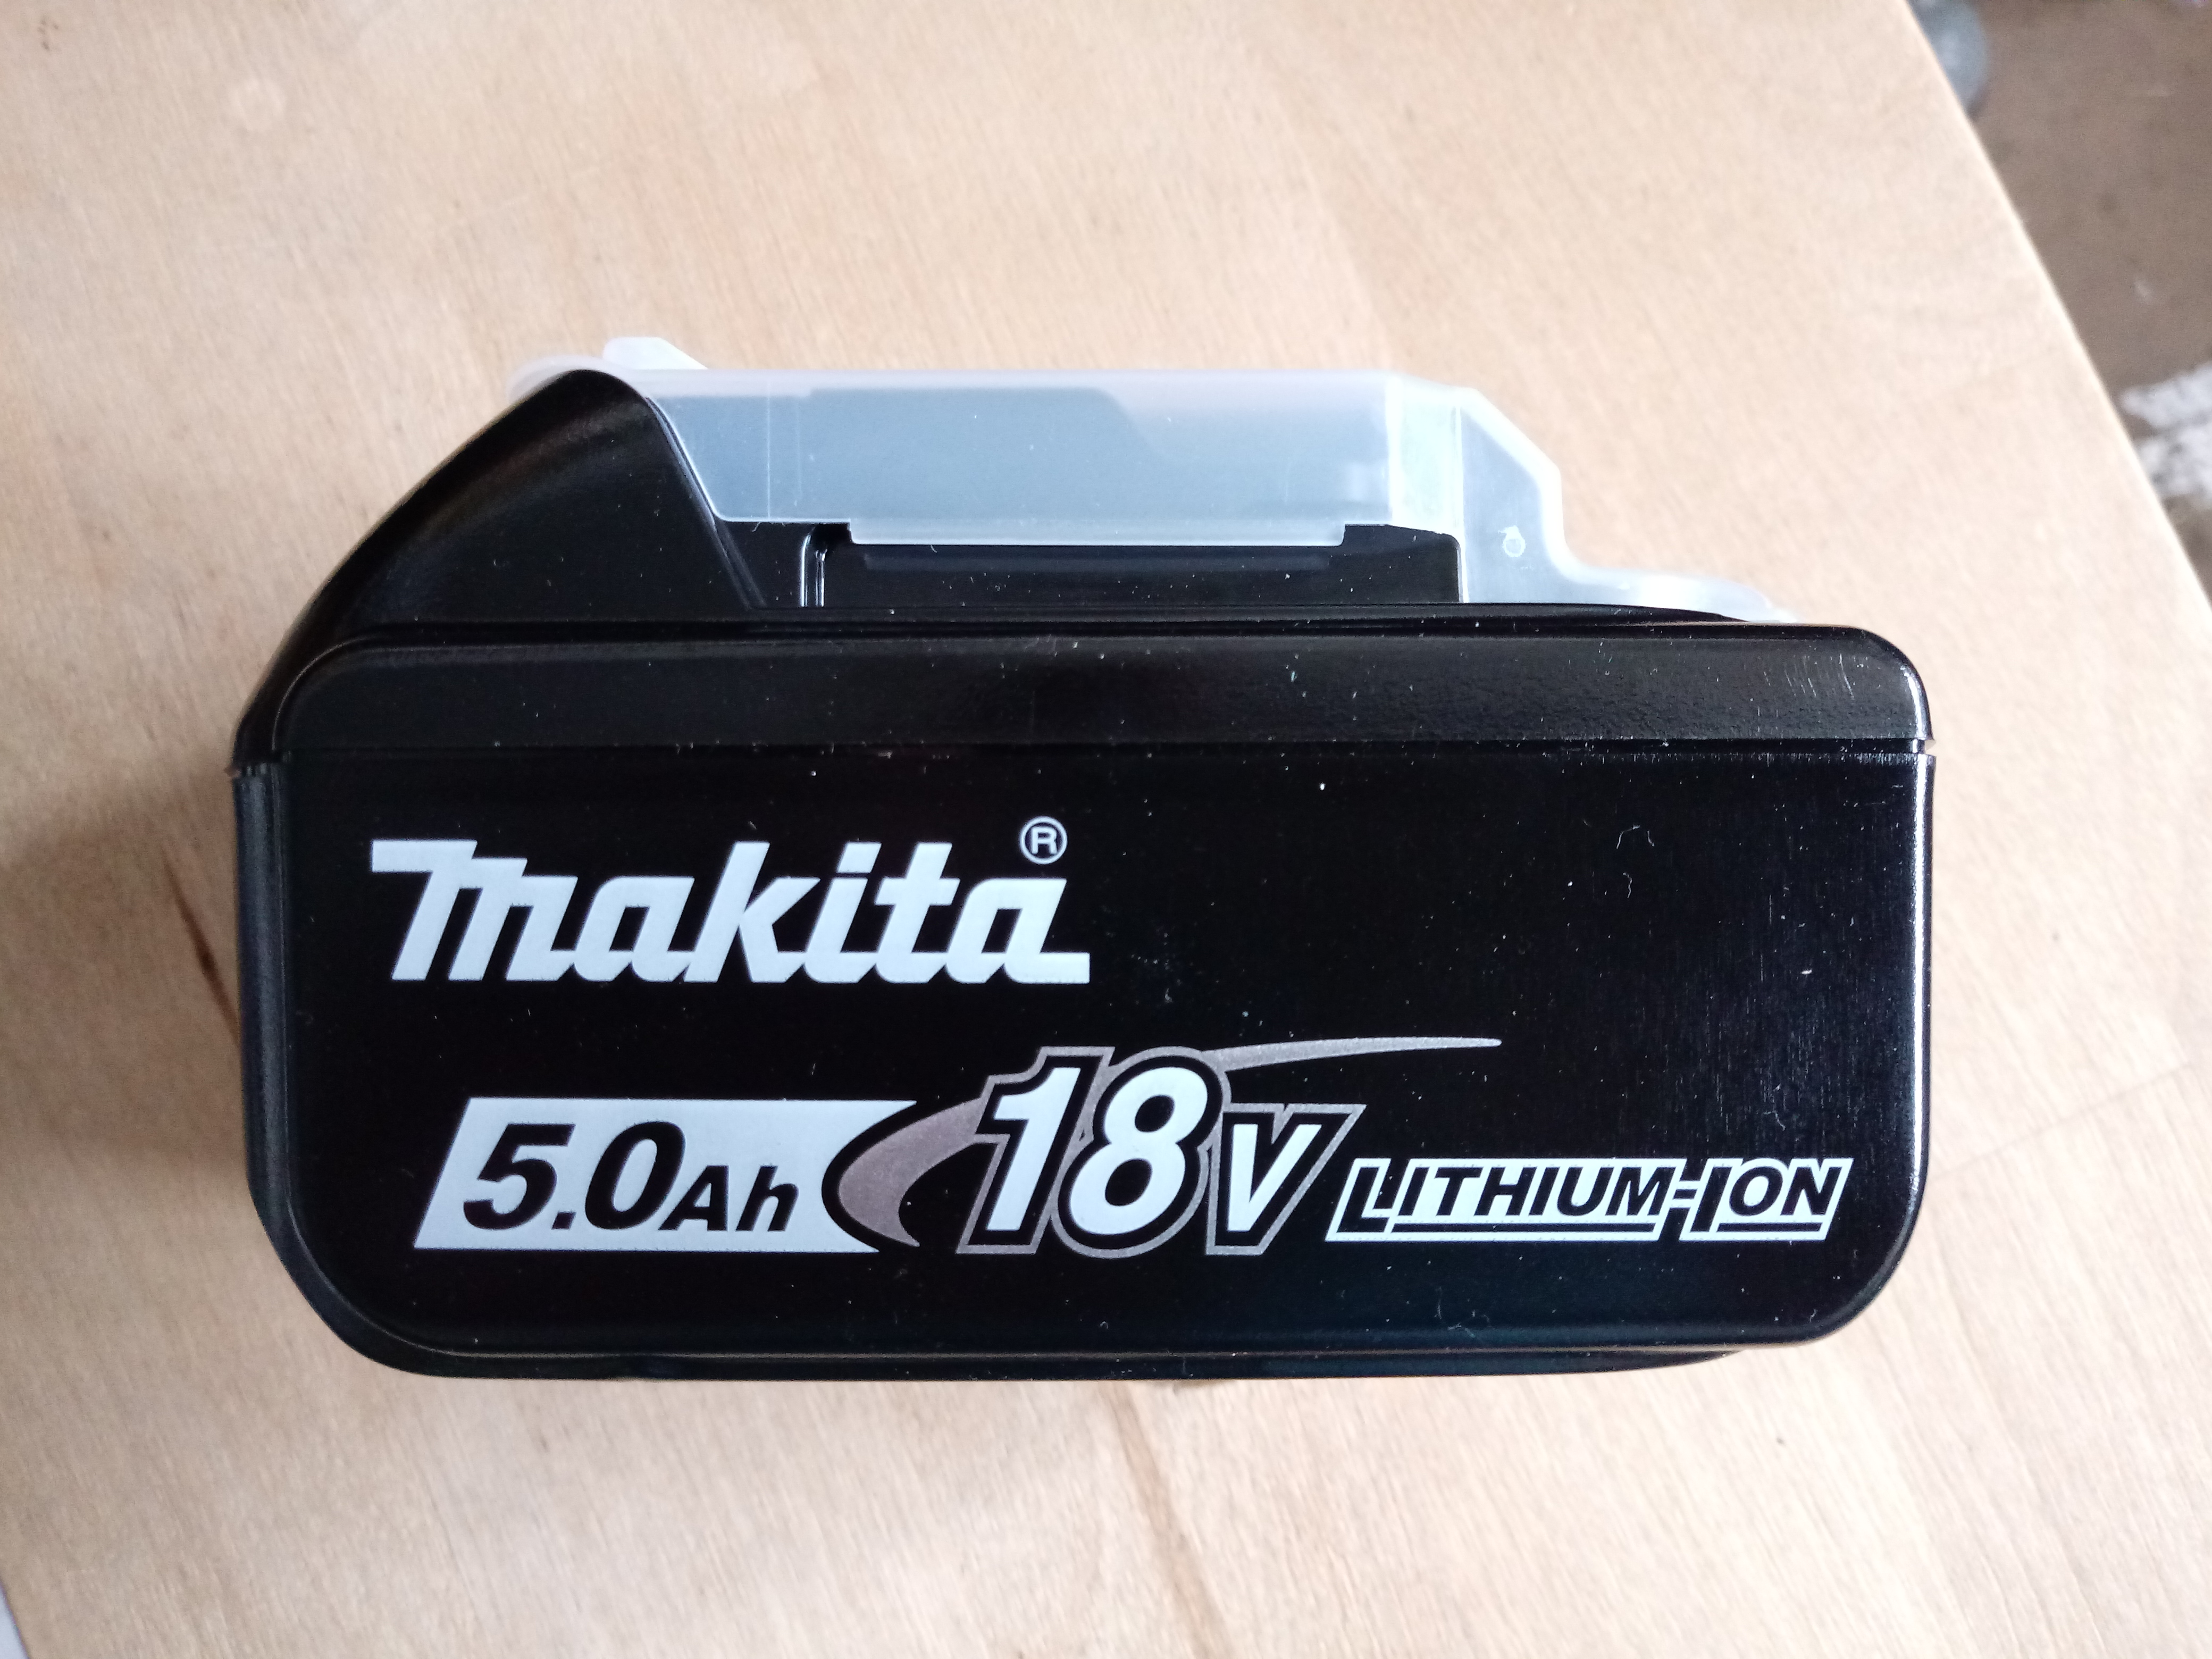 makita®
5.0Ah 18V LITHIUM-ION